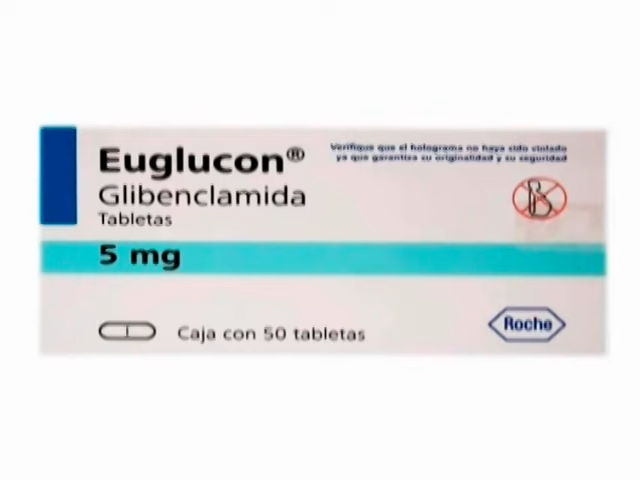 Euglucon®
Glibenclamida
Tabletas
5 mg
Caja con 50 tabletas
Verifique que el holograma no haya sido violado
ya que garantiza su originalidad y su seguridad
Roche